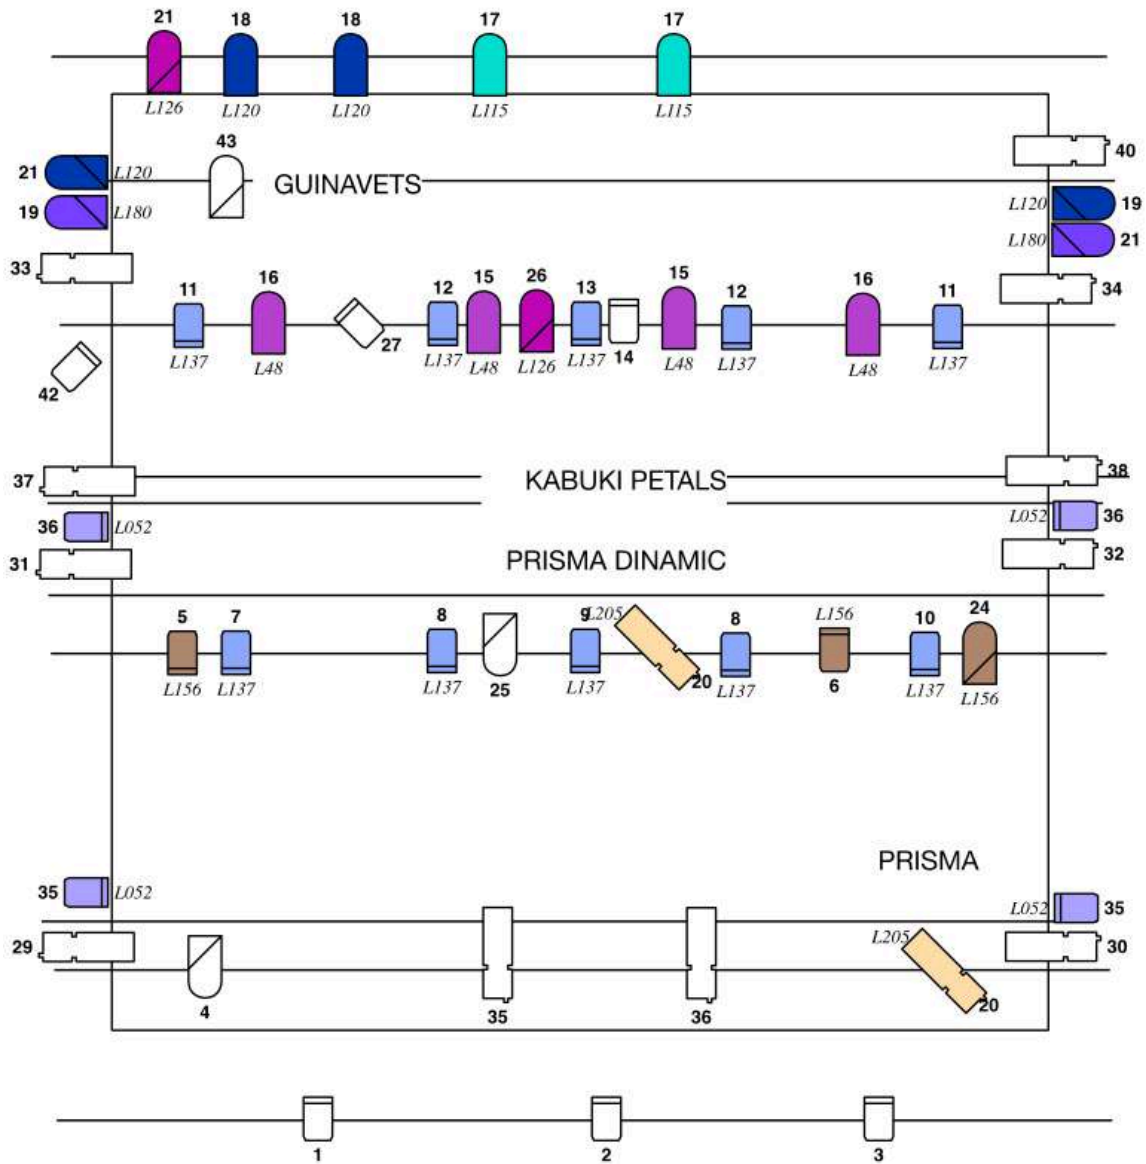 21 18 18 17 17
L126 L120 L120 L115 L115
43
40
21 L120
GUINAVETS
19 L180
L120 19
L180 21
33
34
11 16 12 15 26 13 15 12 16 11
27
14
L137 L48 L137 L48 L126 L137 L48 L137 L48 L137
42
37
KABUKI PETALS
38
36 L052
L052 36
31
PRISMA DINAMIC
32
5 7 8 9 L205 8 L156 10 24
L156 L137 L137 25 L137 20 L137 6 L137 L156
PRISMA
35 L052
L052 35
29
L205
30
4 35 36 20
1 2 3